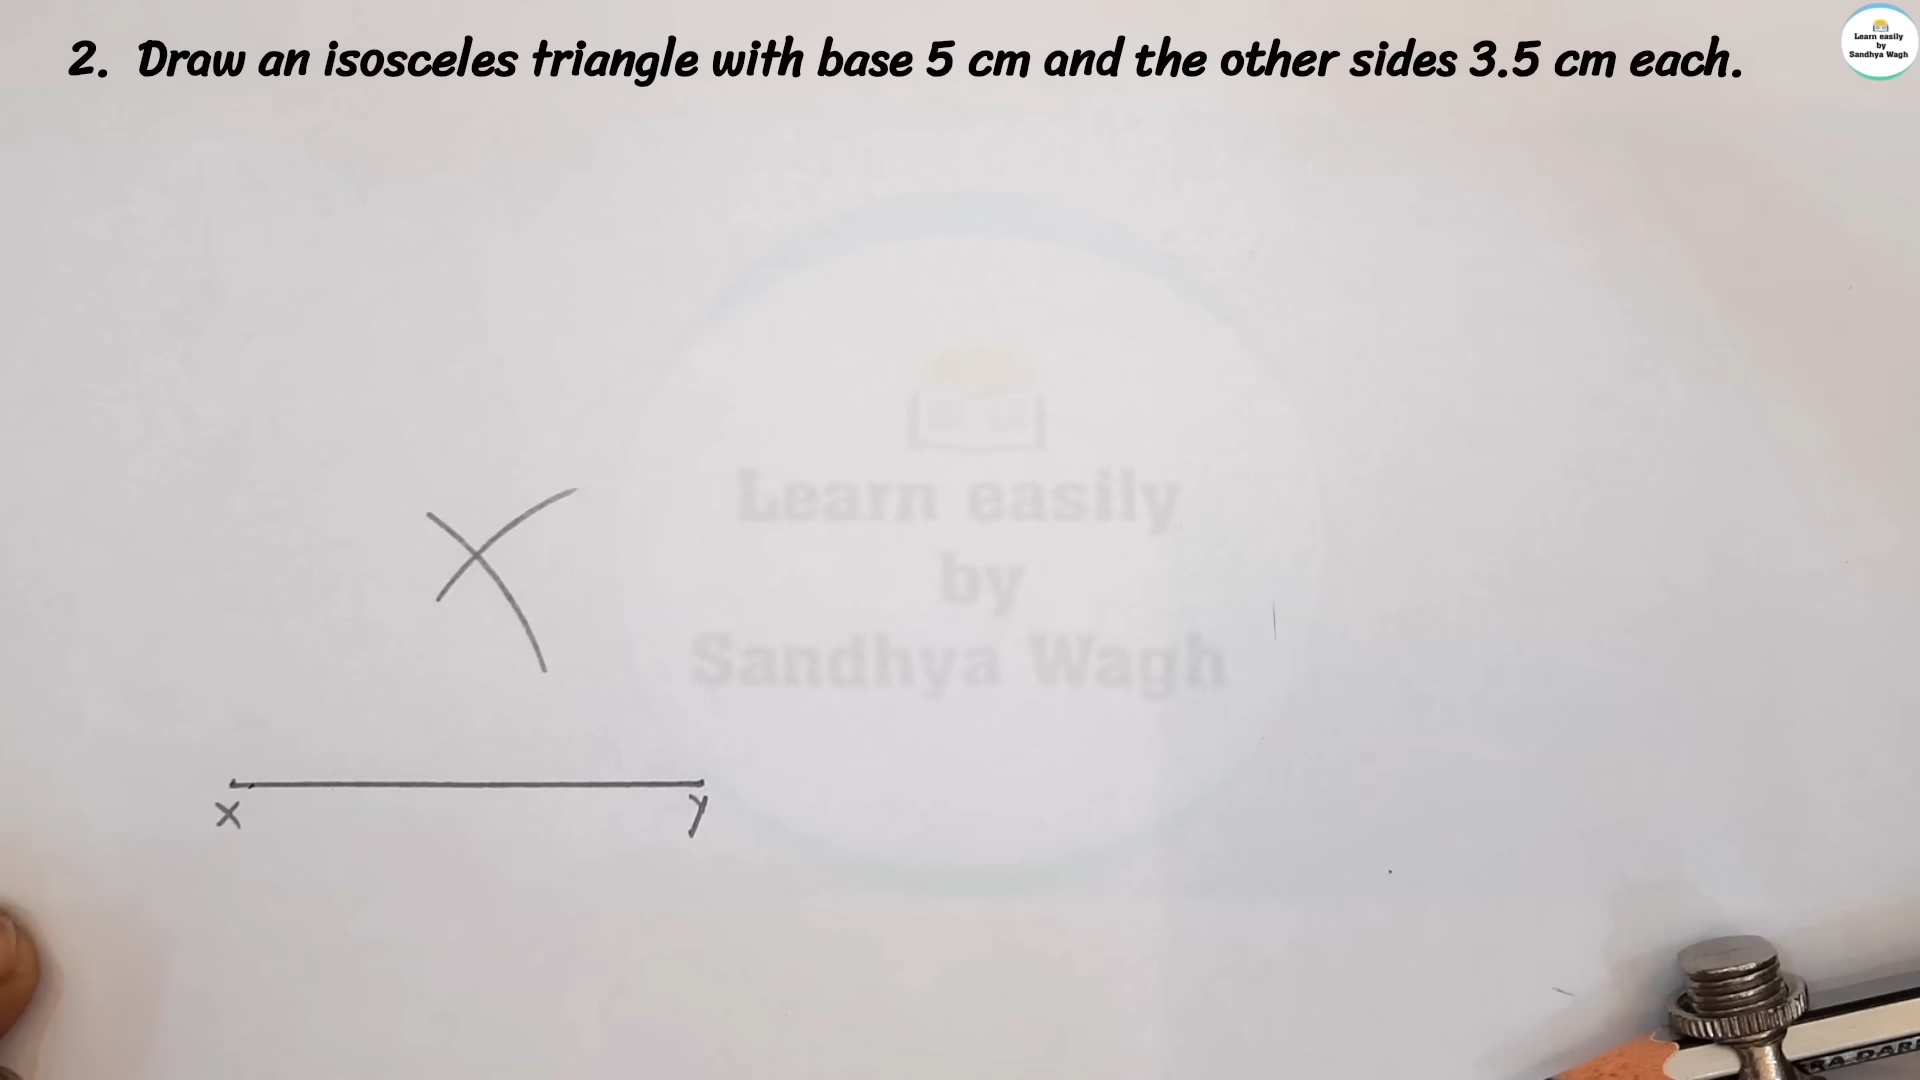 2. Draw an isosceles triangle with base 5 cm and the other sides 3.5 cm each.
Learn easily
by
Sandhya Wagh
Learn easily
by
Sandhya Wagh
x y